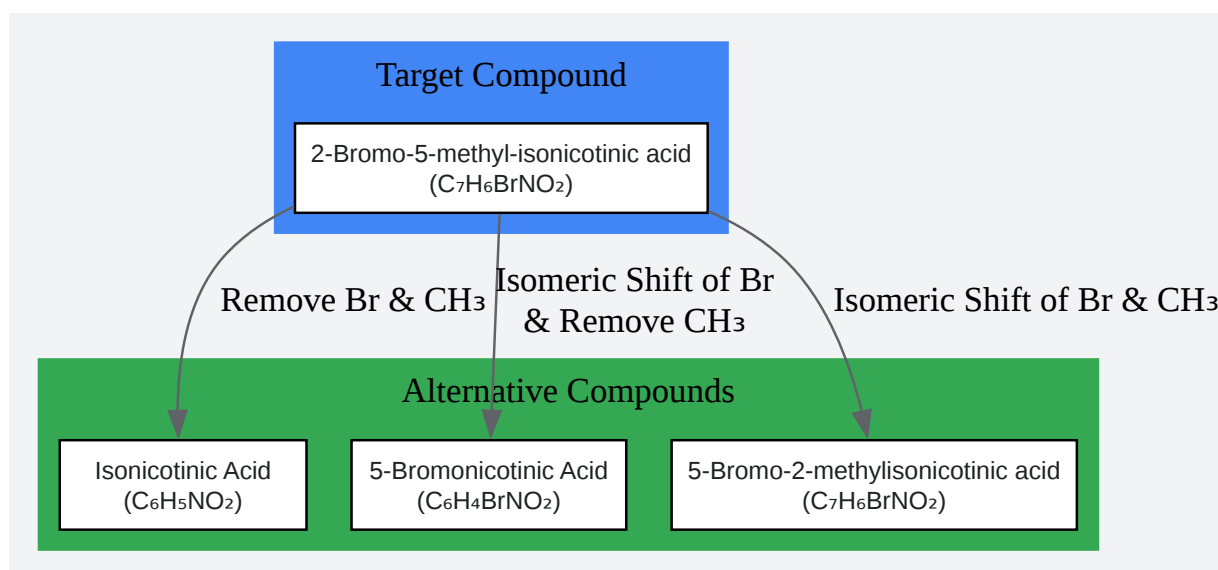 Target Compound
2-Bromo-5-methyl-isonicotinic acid
(C₇H₆BrNO₂)
Remove Br & CH₃
Isomeric Shift of Br
& Remove CH₃
Isomeric Shift of Br & CH₃
Alternative Compounds
Isonicotinic Acid
(C₆H₅NO₂)
5-Bromonicotinic Acid
(C₆H₄BrNO₂)
5-Bromo-2-methylisonicotinic acid
(C₇H₆BrNO₂)